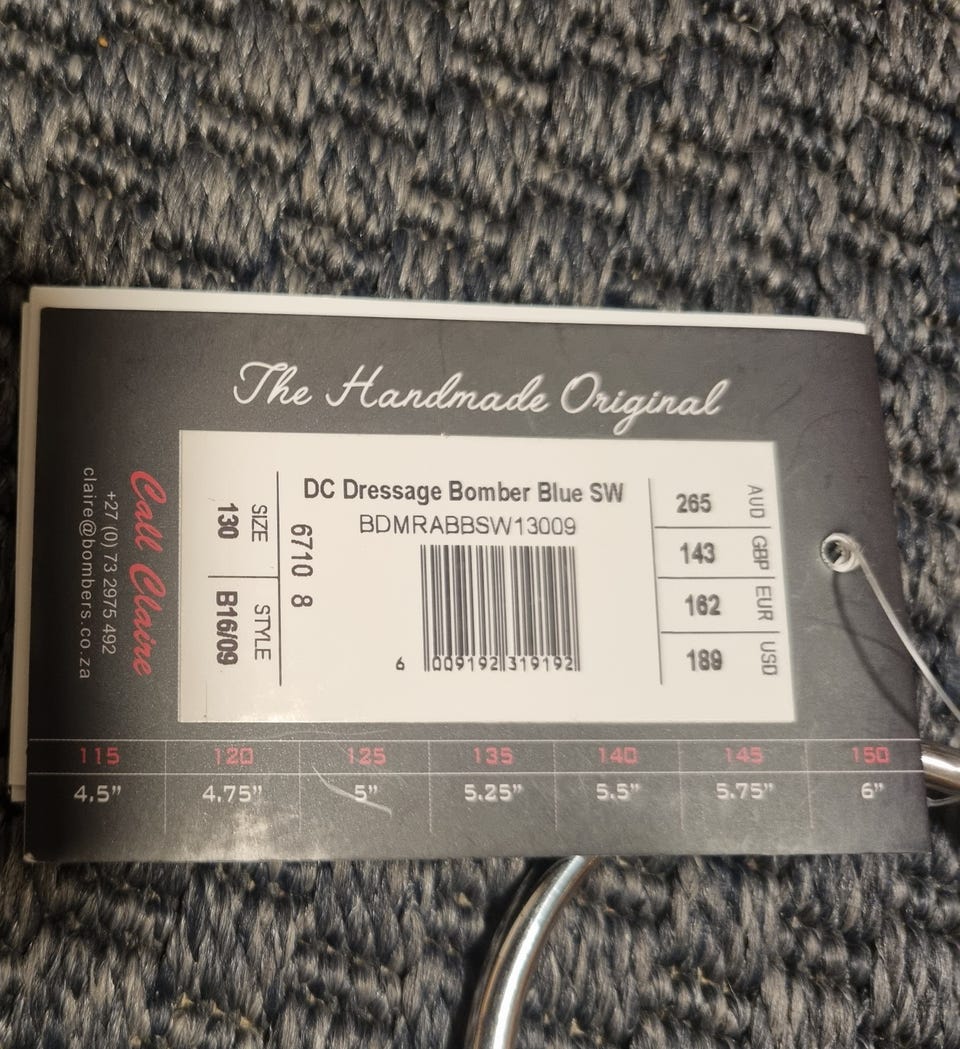 The Handmade Original
Call Claire
+27 (0) 73 2975 492
claire@bombers.co.za
SIZE
130
STYLE
B16/09
6710 8
DC Dressage Bomber Blue SW
BDMRABBSW13009
6 009192 319192
AUD
265
GBP
143
EUR
162
USD
189
115 120 125 135 140 145 150
4.5” 4.75” 5” 5.25” 5.5” 5.75” 6”